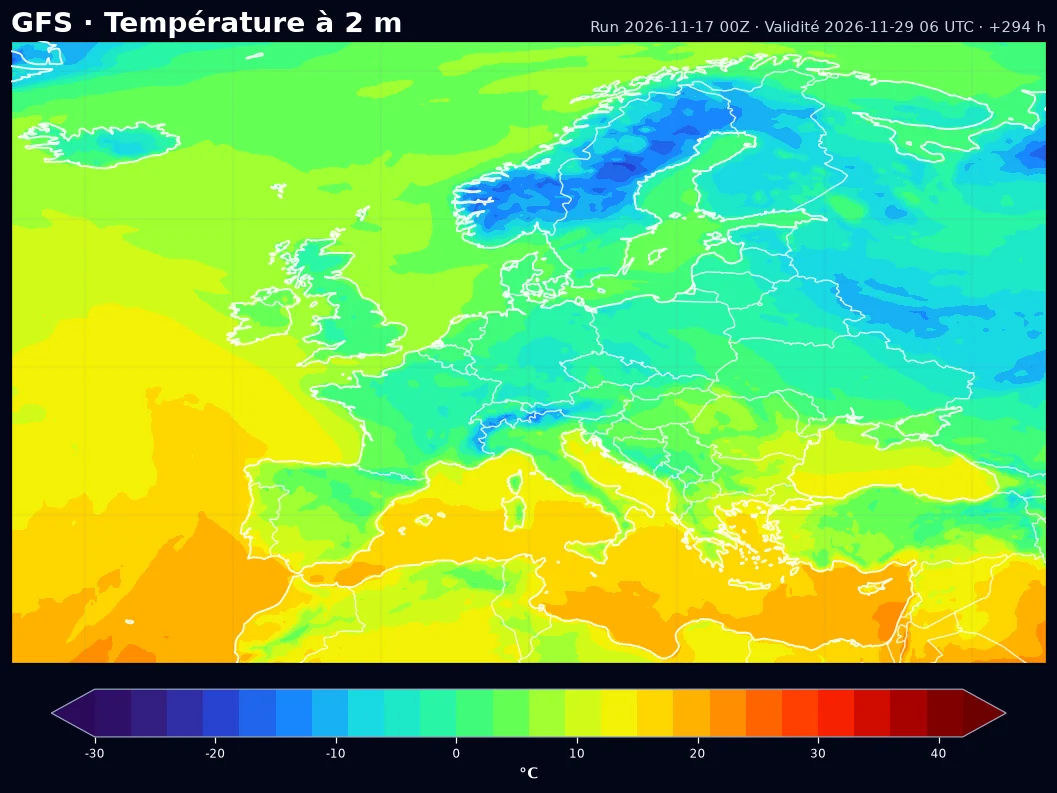 GFS · Température à 2 m
Run 2026-11-17 00Z · Validité 2026-11-29 06 UTC · +294 h
-30 -20 -10 0 10 20 30 40
°C